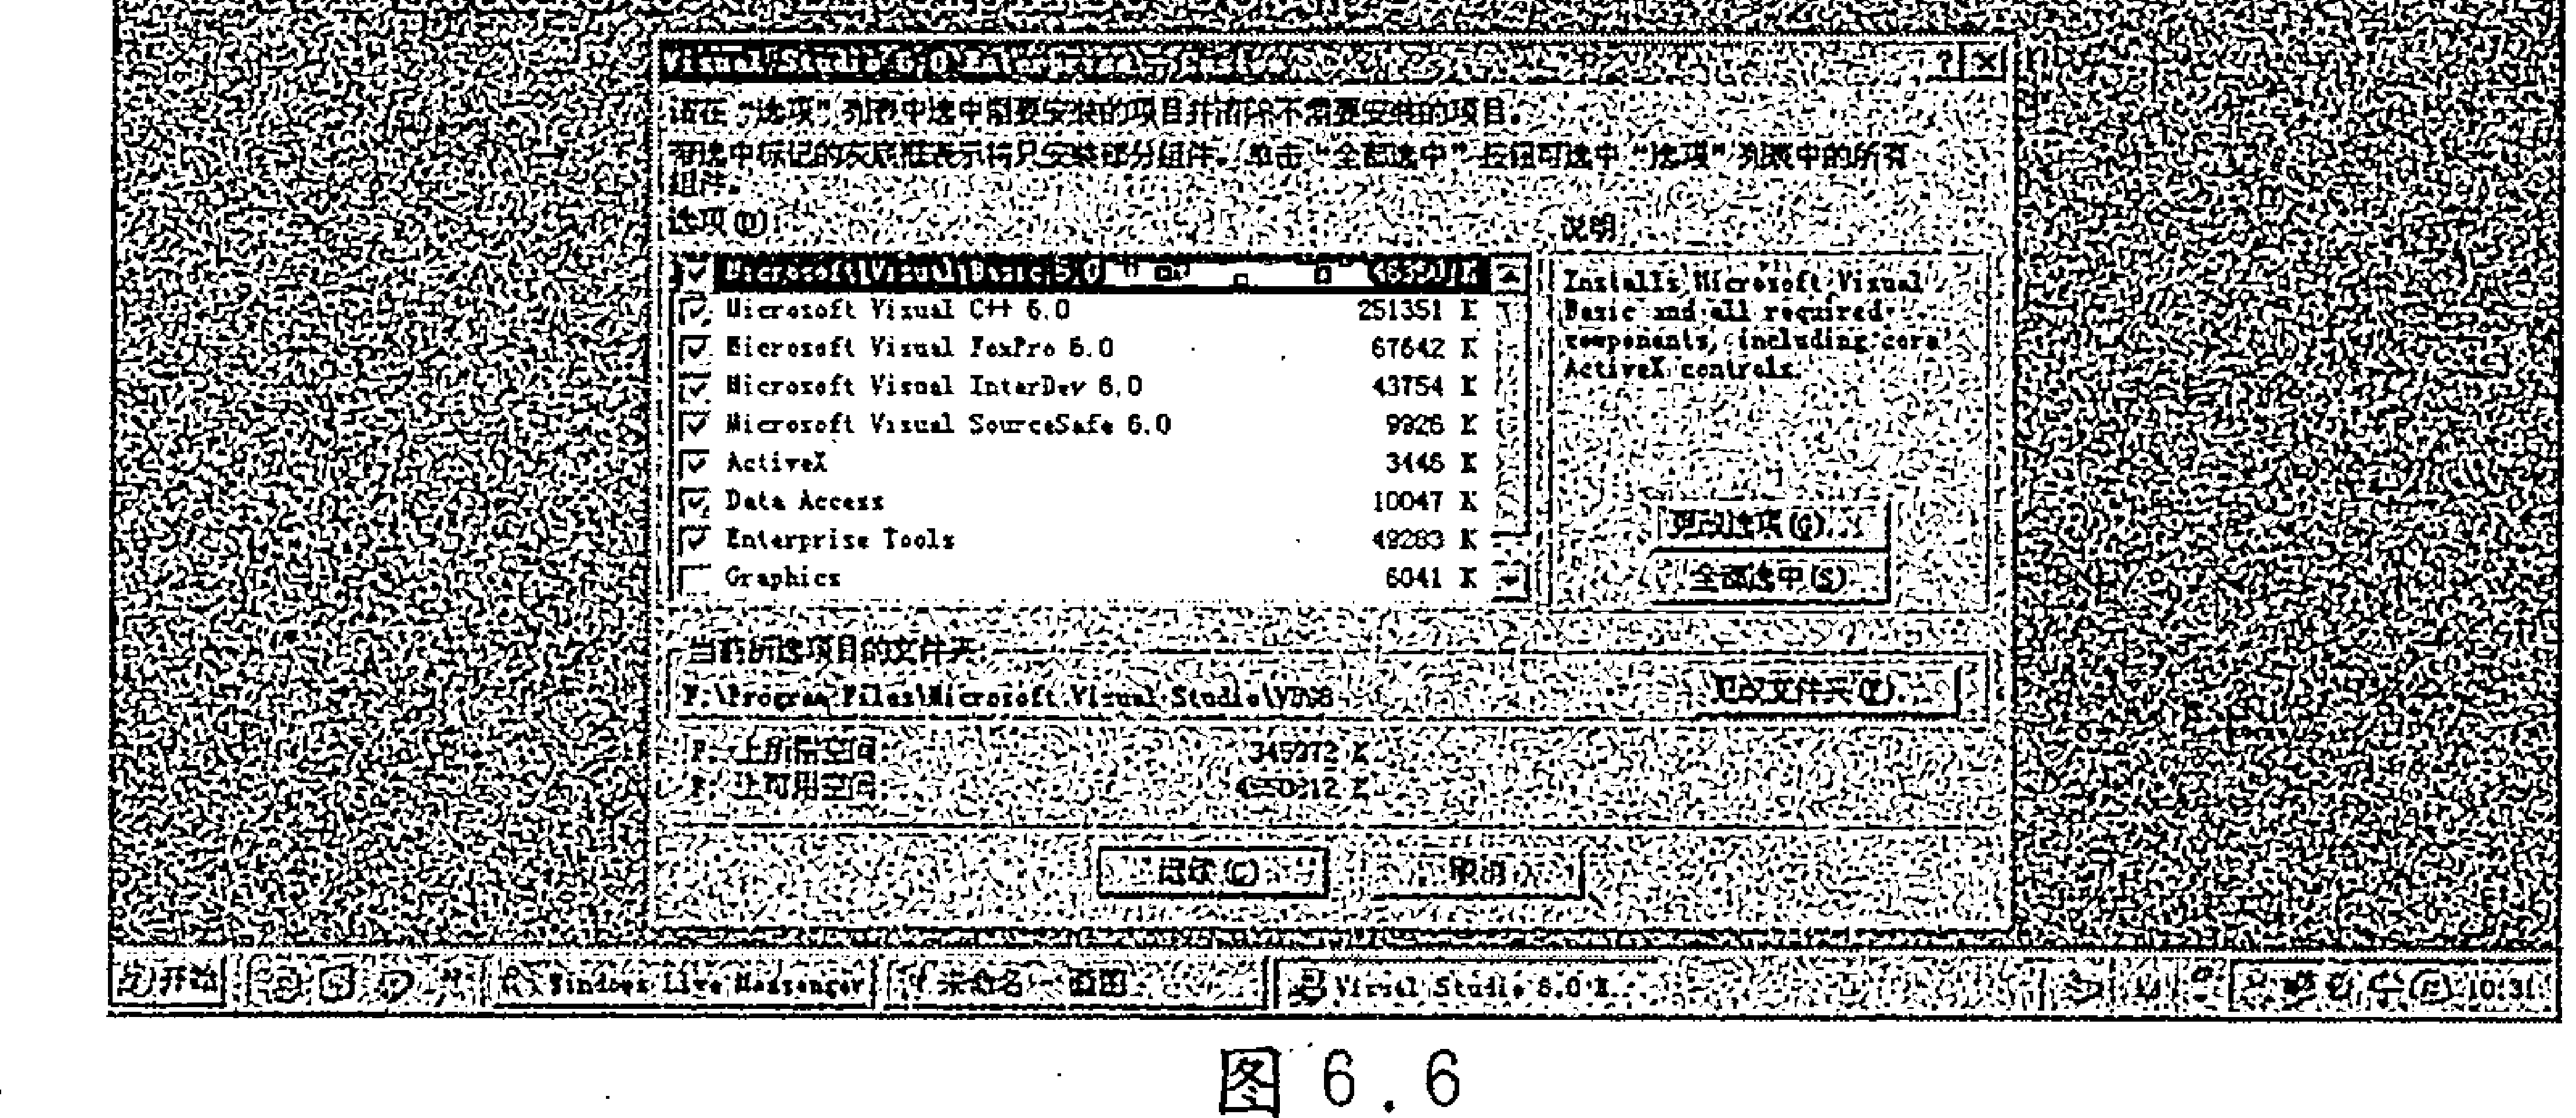 Visual Studio 6.0 Enterprise
请在“选项”列表中选中需要安装的项目并清除不需要安装的项目。
有选中标记的灰底框表示将只安装部分组件。单击“全部选中”按钮可选中“选项”列表中的所有
组件。
选项(O)
说明
Microsoft Visual Basic 6.0
Microsoft Visual C++ 6.0 251351 K
Microsoft Visual FoxPro 6.0 67642 K
Microsoft Visual InterDev 6.0 43754 K
Microsoft Visual SourceSafe 6.0 9926 K
ActiveX 3446 K
Data Access 10047 K
Enterprise Tools 49283 K
Graphics 6041 K
Installs Microsoft Visual
Basic and all required
components, including core
ActiveX controls.
更改选项(G)...
全部选中(S)
当前所选项目的文件夹:
F:\Program Files\Microsoft Visual Studio\VB98
更改文件夹(F)...
F: 上所需空间: 345972 K
F: 上可用空间:
继续(C)
取消
开始
Windows Live Messenger
未命名 - 画图
Visual Studio 6.0 E...
10:31
图 6.6